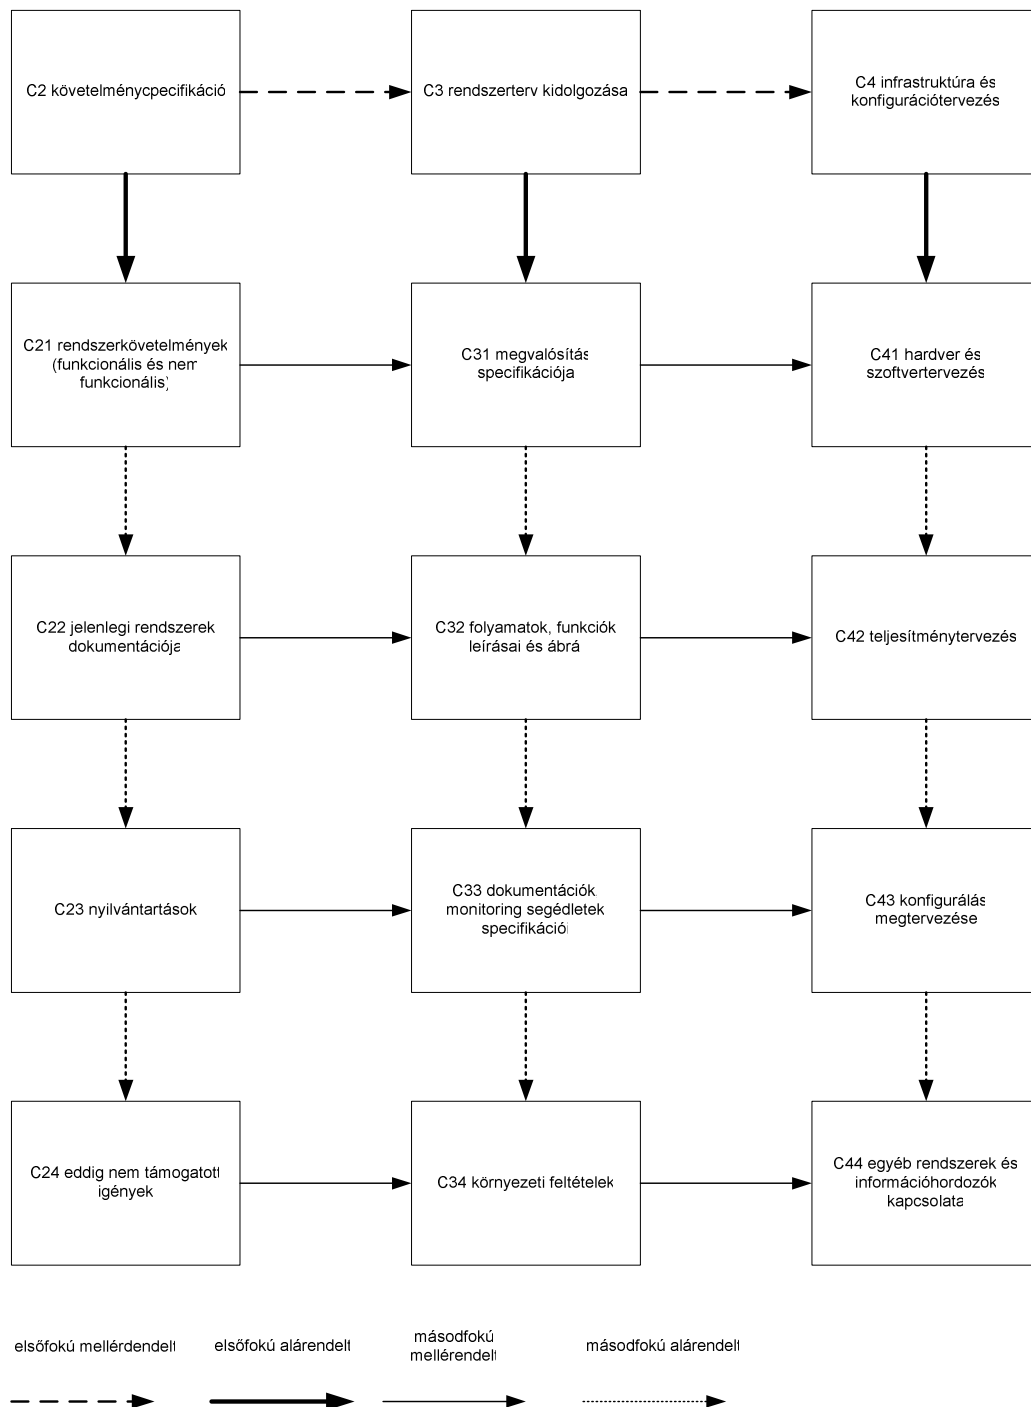 C2 követelménycpecifikáció
C3 rendszerterv kidolgozása
C4 infrastruktúra és
konfigurációtervezés
C21 rendszerkövetelmények
(funkcionális és nem
funkcionális)
C31 megvalósítás
specifikációja
C41 hardver és
szoftvertervezés
C22 jelenlegi rendszerek
dokumentációja
C32 folyamatok, funkciók
leírásai és ábrá
C42 teljesítménytervezés
C23 nyilvántartások
C33 dokumentációk
monitoring segédletek
specifikációi
C43 konfigurálás
megtervezése
C24 eddig nem támogatott
igények
C34 környezeti feltételek
C44 egyéb rendszerek és
információhordozók
kapcsolata
elsőfokú mellérdendelt
elsőfokú alárendelt
másodfokú
mellérendelt
másodfokú alárendelt